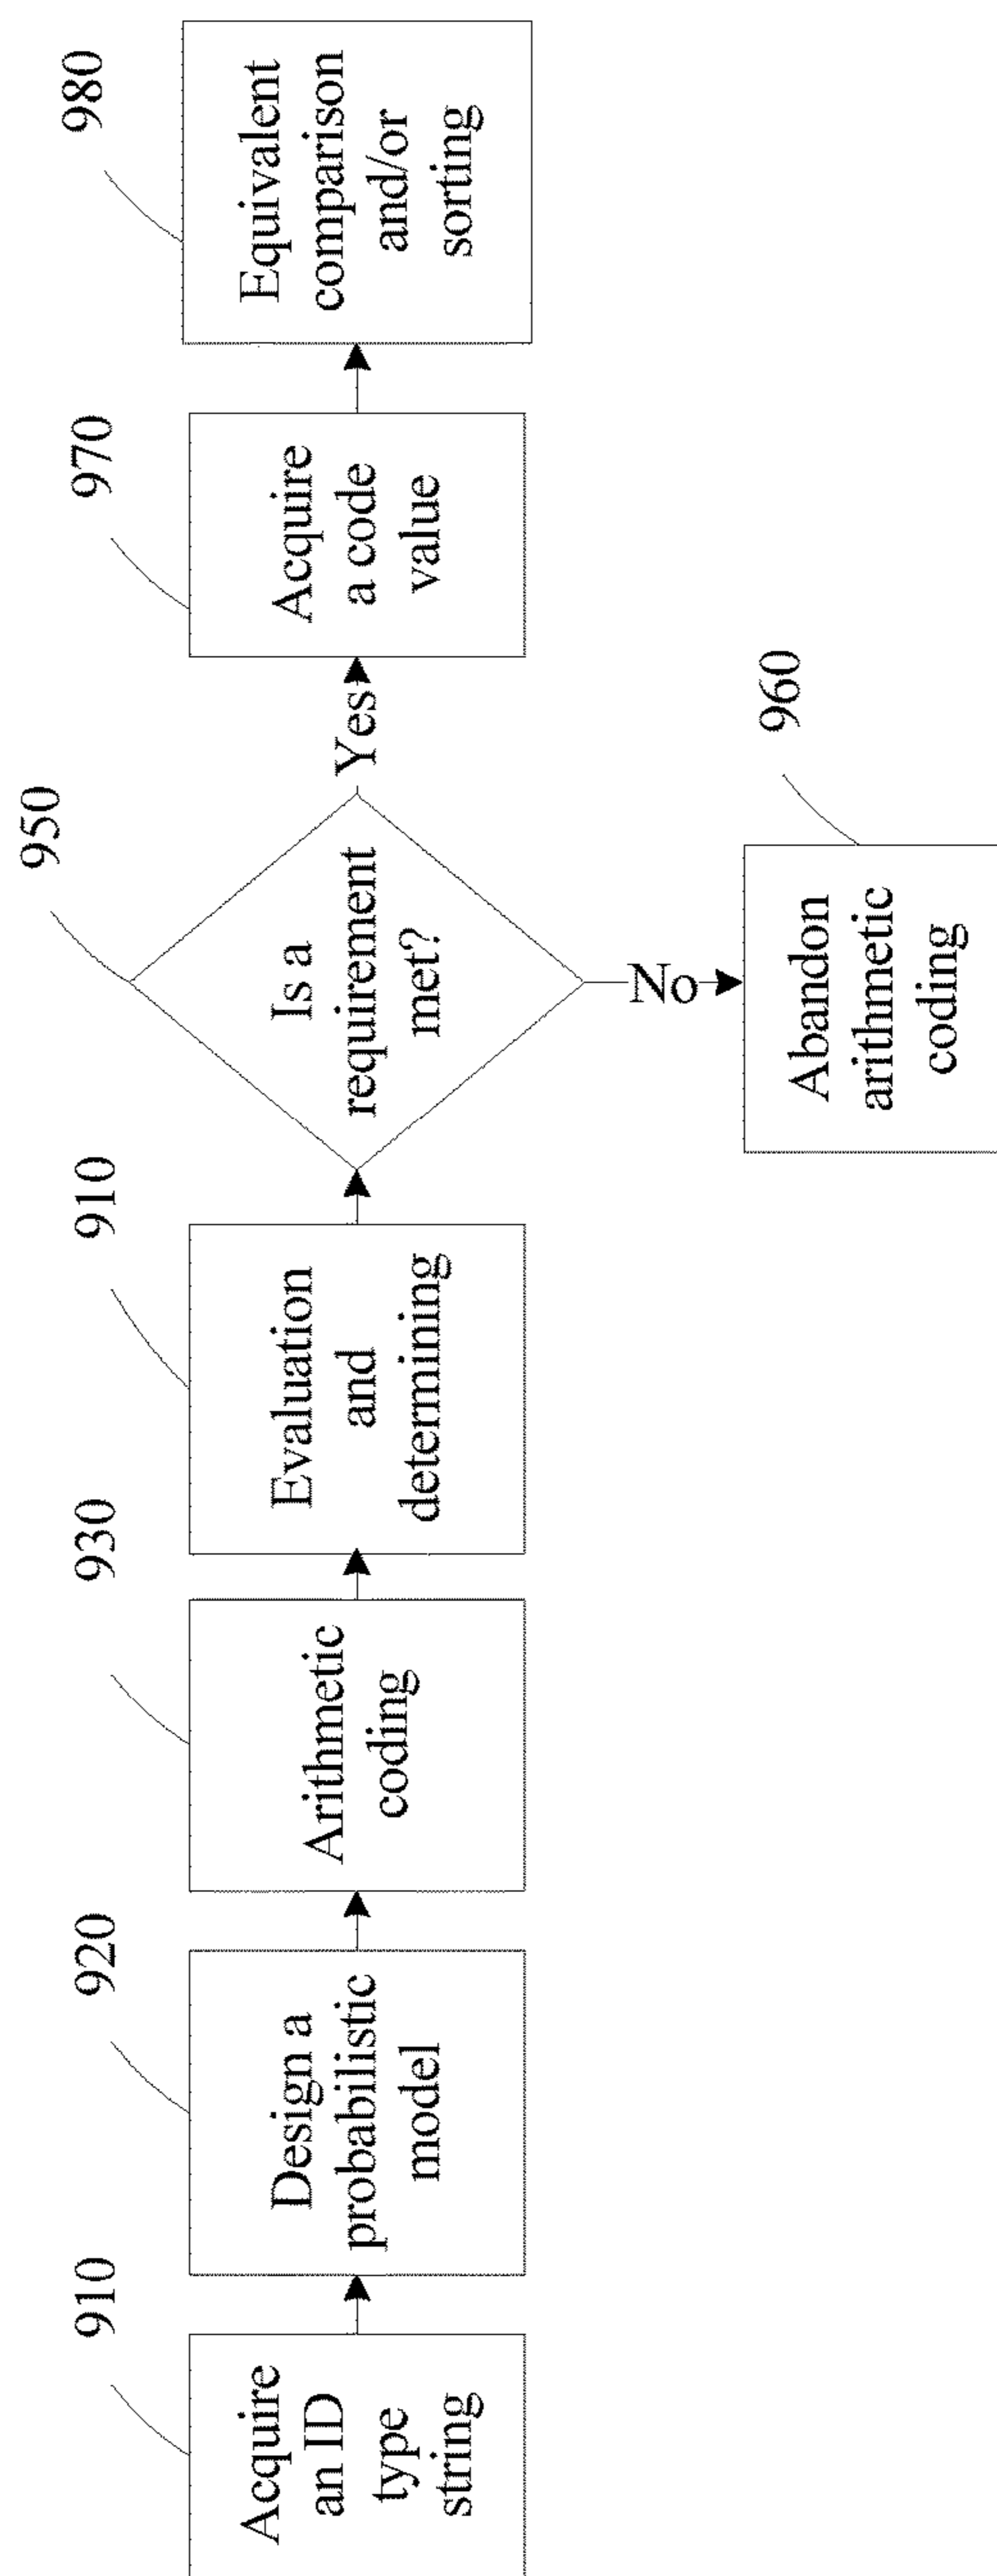 910
Acquire
an ID
type
string
920
Design a
probabilistic
model
930
Arithmetic
coding
910
Evaluation
and
determining
950
Is a
requirement
met?
Yes
No
960
Abandon
arithmetic
coding
970
Acquire
a code
value
980
Equivalent
comparison
and/or
sorting